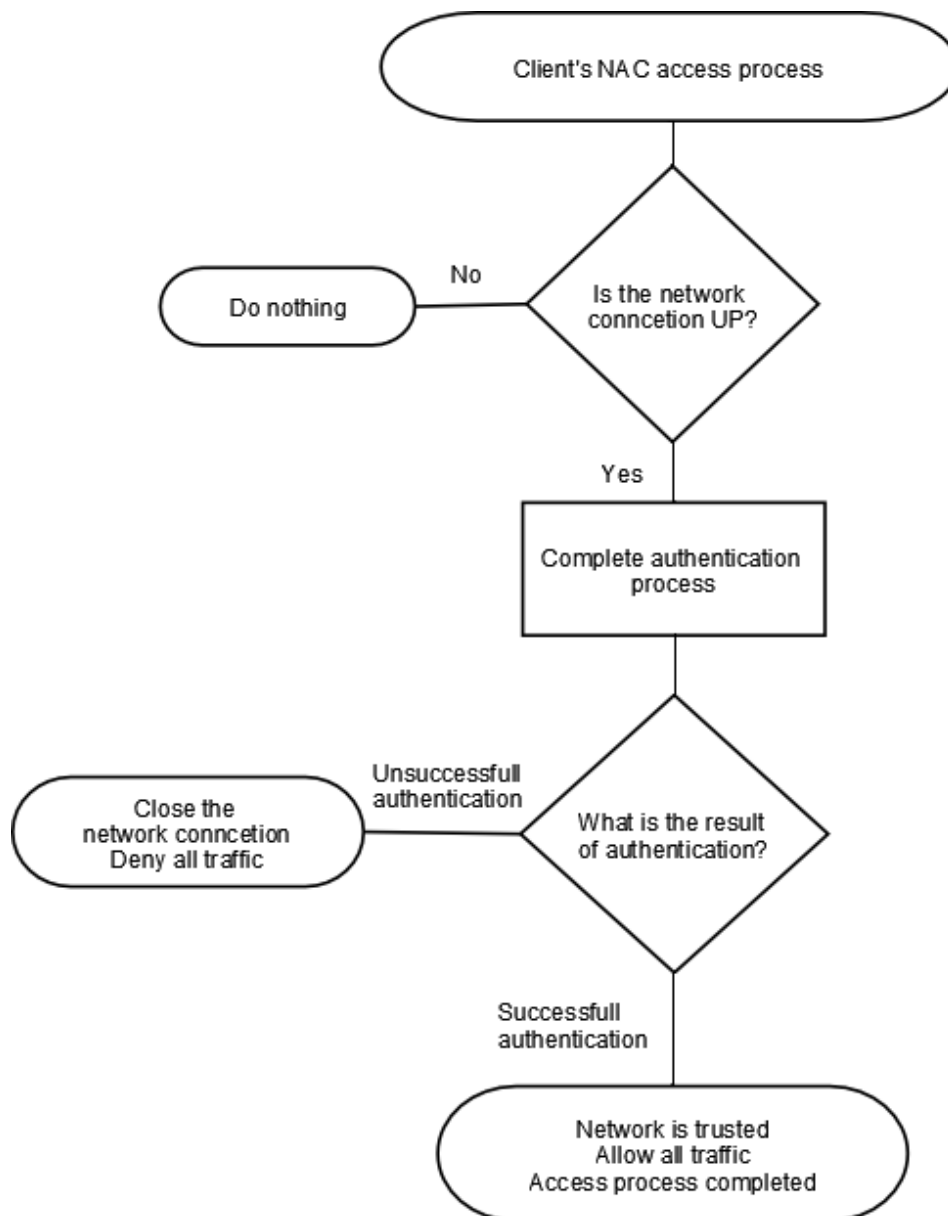 Client's NAC access process
No
Do nothing
Is the network
conncetion UP?
Yes
Complete authentication
process
Unsuccessfull
authentication
Close the
network conncetion
Deny all traffic
What is the result
of authentication?
Successfull
authentication
Network is trusted
Allow all traffic
Access process completed